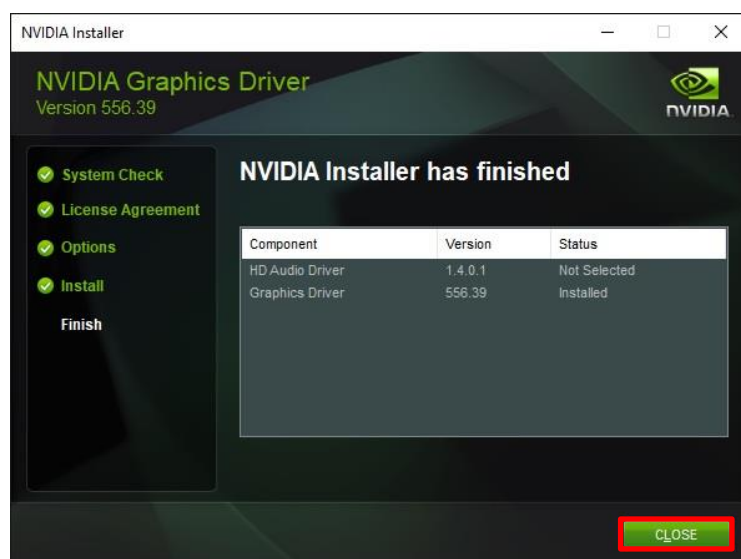 NVIDIA Installer
NVIDIA Graphics Driver
Version 556.39
NVIDIA
System Check
License Agreement
Options
Install
Finish
NVIDIA Installer has finished
Component Version Status
HD Audio Driver 1.4.0.1 Not Selected
Graphics Driver 556.39 Installed
CLOSE